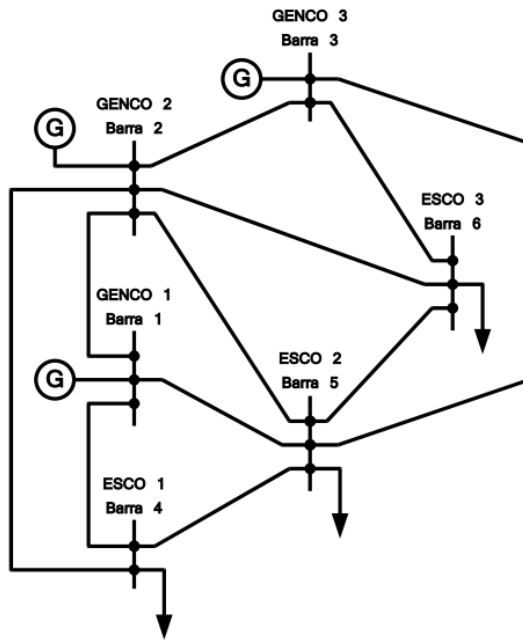 GENCO 3
Barra 3
G
GENCO 2
Barra 2
G
ESCO 3
Barra 6
GENCO 1
Barra 1
G
ESCO 2
Barra 5
ESCO 1
Barra 4